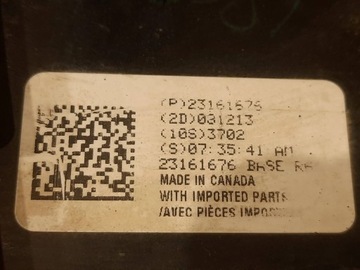 (P)23161676
(2D)031213
(10S)3702
(S)07:35:41 AM
23161676 BASE
MADE IN CANADA
WITH IMPORTED PARTS
/AVEC PIÈCES